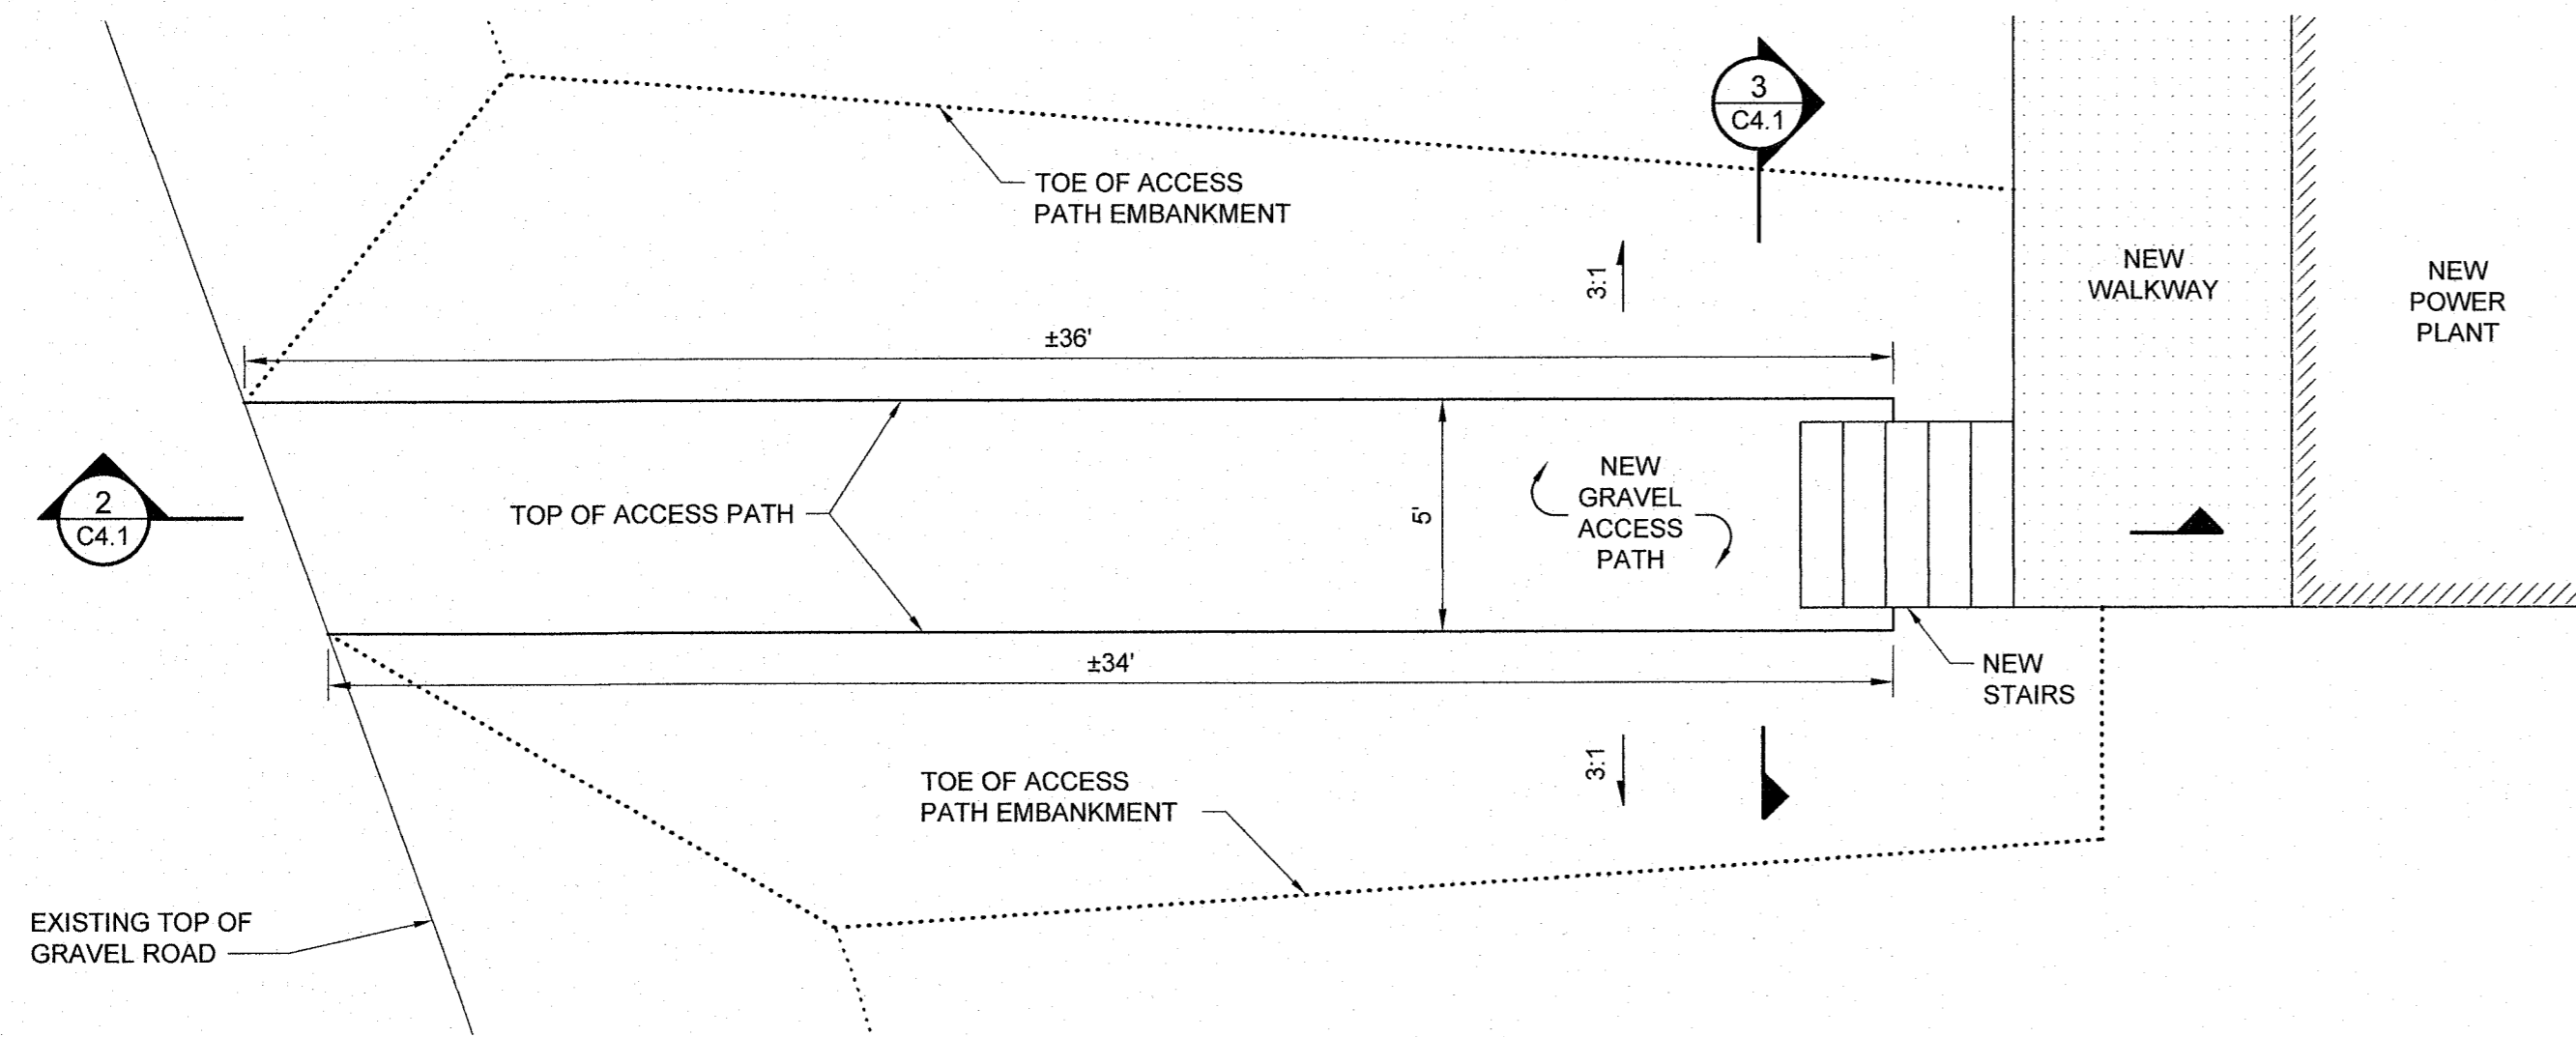 3
C4.1
TOE OF ACCESS
PATH EMBANKMENT
3:1
NEW
WALKWAY
NEW
POWER
PLANT
±36'
2
C4.1
TOP OF ACCESS PATH
5'
NEW
GRAVEL
ACCESS
PATH
±34'
NEW
STAIRS
3:1
TOE OF ACCESS
PATH EMBANKMENT
EXISTING TOP OF
GRAVEL ROAD